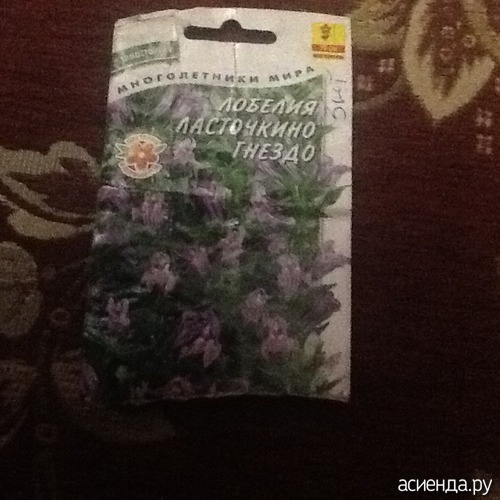 МНОГОЛЕТНИКИ МИРА
ЛОБЕЛИЯ
ЛАСТОЧКИНО
ГНЕЗДО
асиенда.ру